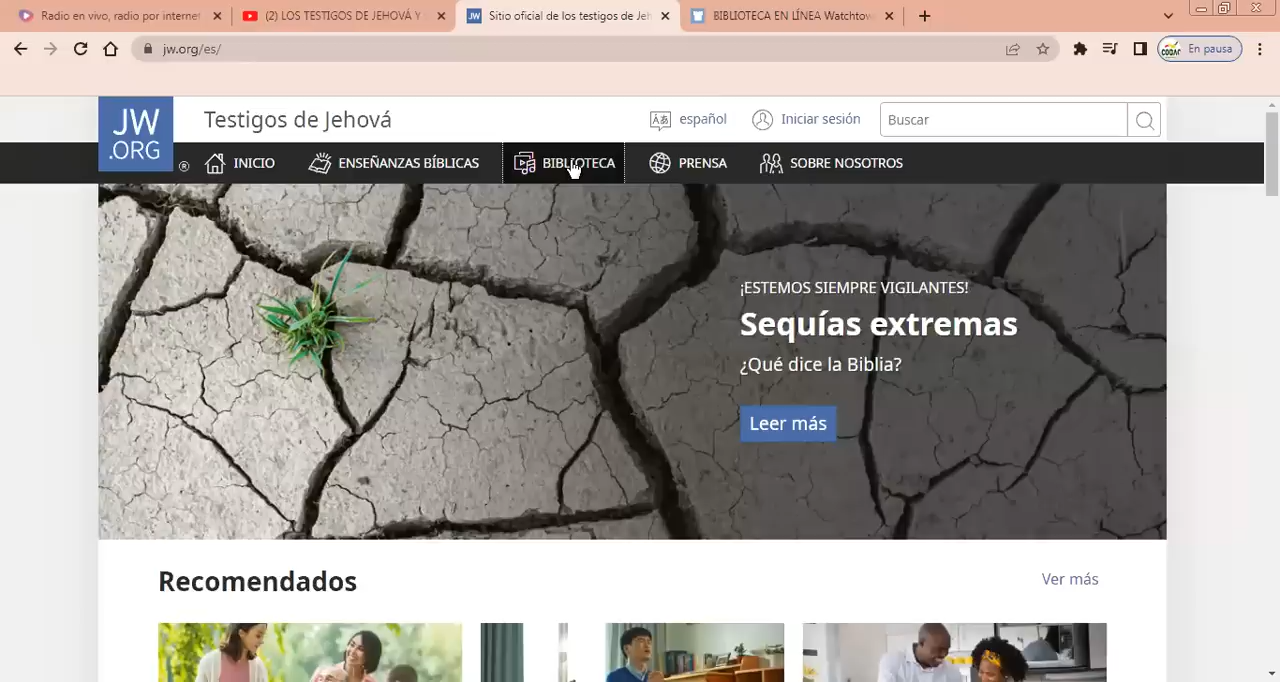 Radio en vivo, radio por internet
(2) LOS TESTIGOS DE JEHOVÁ Y
Sitio oficial de los testigos de Jeh
BIBLIOTECA EN LÍNEA Watchtow
jw.org/es/
En pausa
JW
.ORG
®
Testigos de Jehová
español
Iniciar sesión
Buscar
INICIO
ENSEÑANZAS BÍBLICAS
BIBLIOTECA
PRENSA
SOBRE NOSOTROS
¡ESTEMOS SIEMPRE VIGILANTES!
Sequías extremas
¿Qué dice la Biblia?
Leer más
Recomendados
Ver más